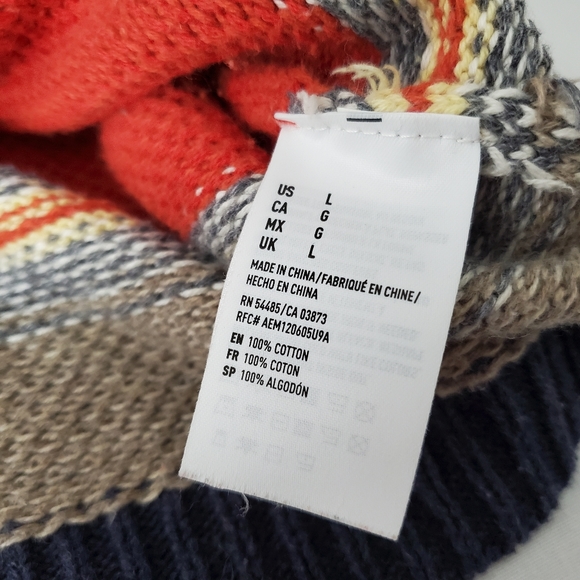 US L
CA G
MX G
UK L
MADE IN CHINA/FABRIQUÉ EN CHINE/
HECHO EN CHINA
RN 54485/CA 03873
RFC# AEM120605U9A
EN 100% COTTON
FR 100% COTON
SP 100% ALGODÓN